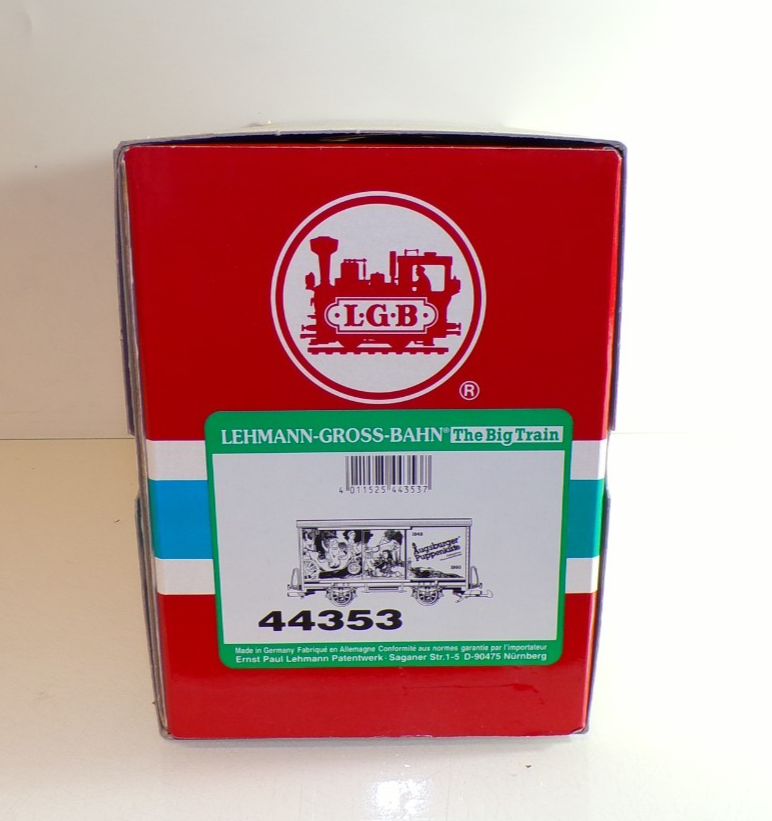 L·G·B
®
LEHMANN-GROSS-BAHN® The Big Train
4 011525 443537
1948
Augsburger
Puppenkiste
44353
Made in Germany Fabriqué en Allemagne Conformité aux normes garantie par l'importateur
Ernst Paul Lehmann Patentwerk · Saganer Str.1-5 D-90475 Nürnberg